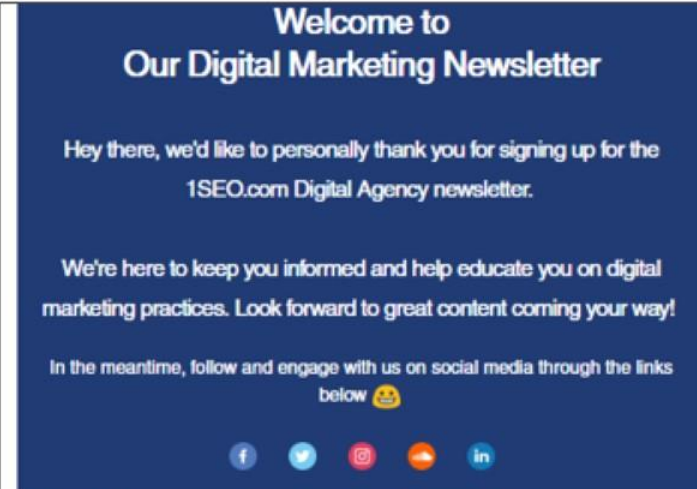 Welcome to
Our Digital Marketing Newsletter
Hey there, we'd like to personally thank you for signing up for the
1SEO.com Digital Agency newsletter.
We're here to keep you informed and help educate you on digital
marketing practices. Look forward to great content coming your way!
In the meantime, follow and engage with us on social media through the links
below 😀